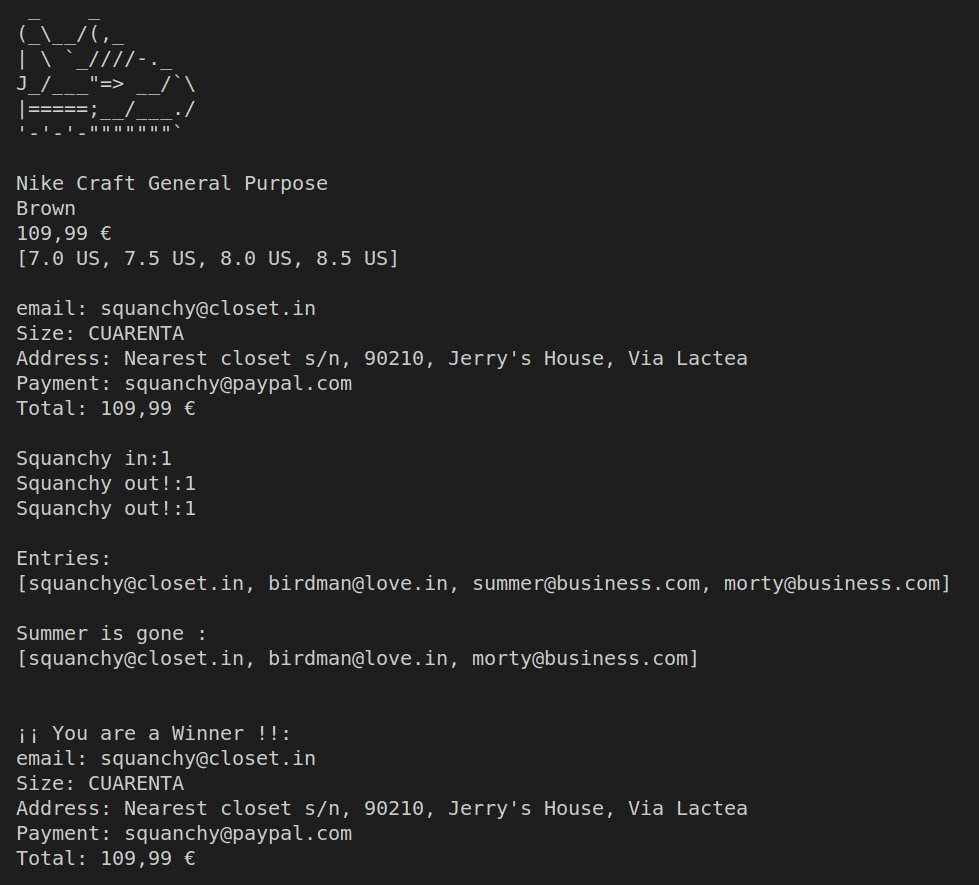 _     _
(_\__/(,_
| \ `_////-._
J_/___"=> __/`\
|=====;__/___./
'-'-'-"""""""`

Nike Craft General Purpose
Brown
109,99 €
[7.0 US, 7.5 US, 8.0 US, 8.5 US]

email: squanchy@closet.in
Size: CUARENTA
Address: Nearest closet s/n, 90210, Jerry's House, Via Lactea
Payment: squanchy@paypal.com
Total: 109,99 €

Squanchy in:1
Squanchy out!:1
Squanchy out!:1

Entries:
[squanchy@closet.in, birdman@love.in, summer@business.com, morty@business.com]

Summer is gone :
[squanchy@closet.in, birdman@love.in, morty@business.com]


¡¡ You are a Winner !!:
email: squanchy@closet.in
Size: CUARENTA
Address: Nearest closet s/n, 90210, Jerry's House, Via Lactea
Payment: squanchy@paypal.com
Total: 109,99 €